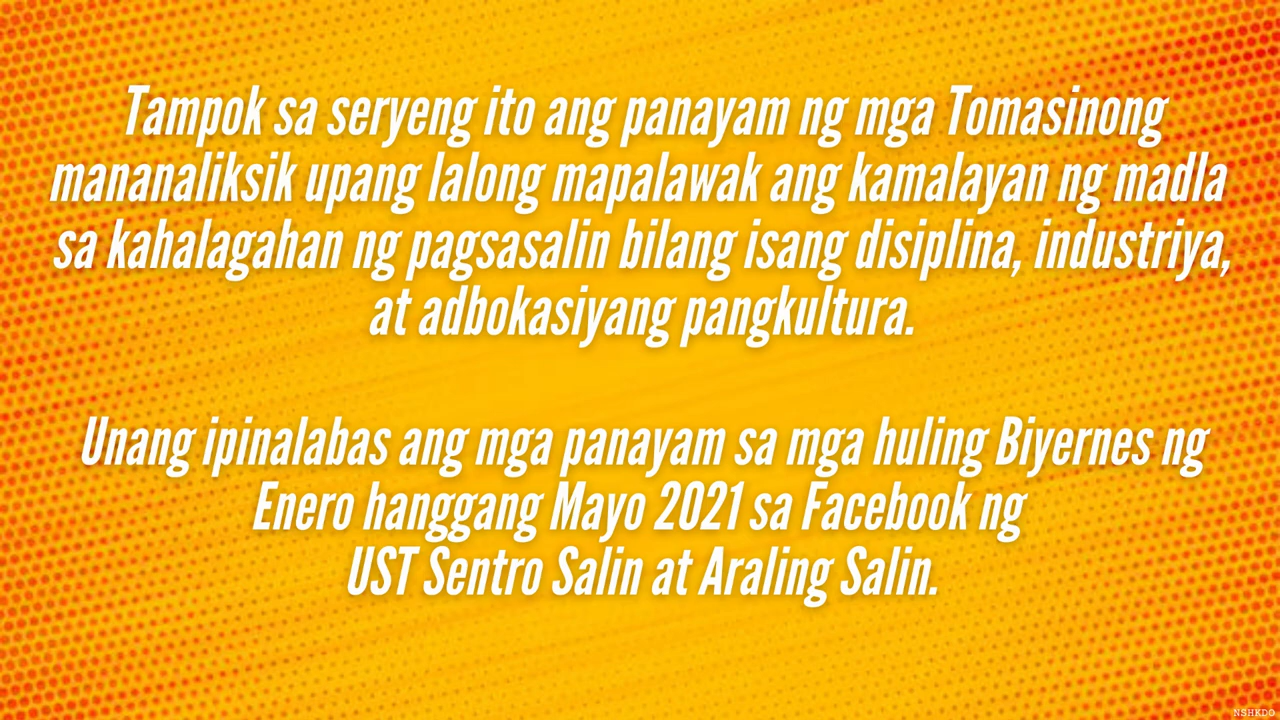 Tampok sa seryeng ito ang panayam ng mga Tomasinong
mananaliksik upang lalong mapalawak ang kamalayan ng madla
sa kahalagahan ng pagsasalin bilang isang disiplina, industriya,
at adbokasiyang pangkultura.
Unang ipinalabas ang mga panayam sa mga huling Biyernes ng
Enero hanggang Mayo 2021 sa Facebook ng
UST Sentro Salin at Araling Salin.
NSHKDO